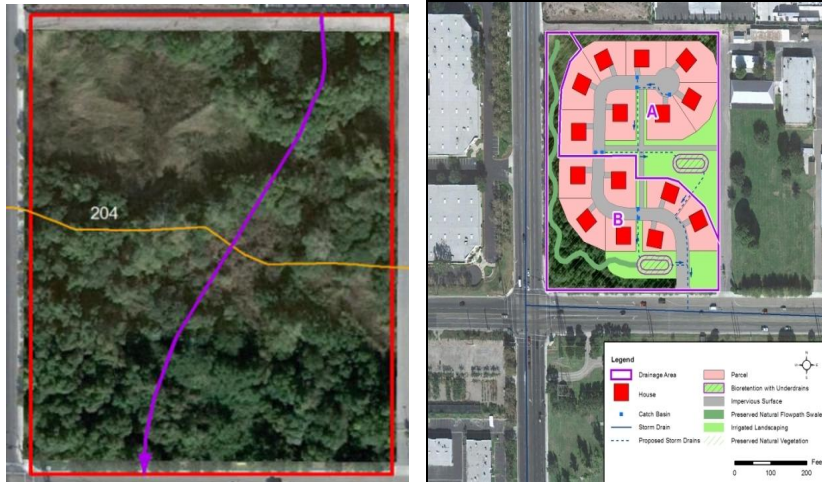 204
A
B
Legend
Drainage Area
House
Catch Basin
Storm Drain
Proposed Storm Drains
Parcel
Bioretention with Underdrains
Impervious Surface
Preserved Natural Flowpath Swale
Irrigated Landscaping
Preserved Natural Vegetation
N
Fee
0 100 200